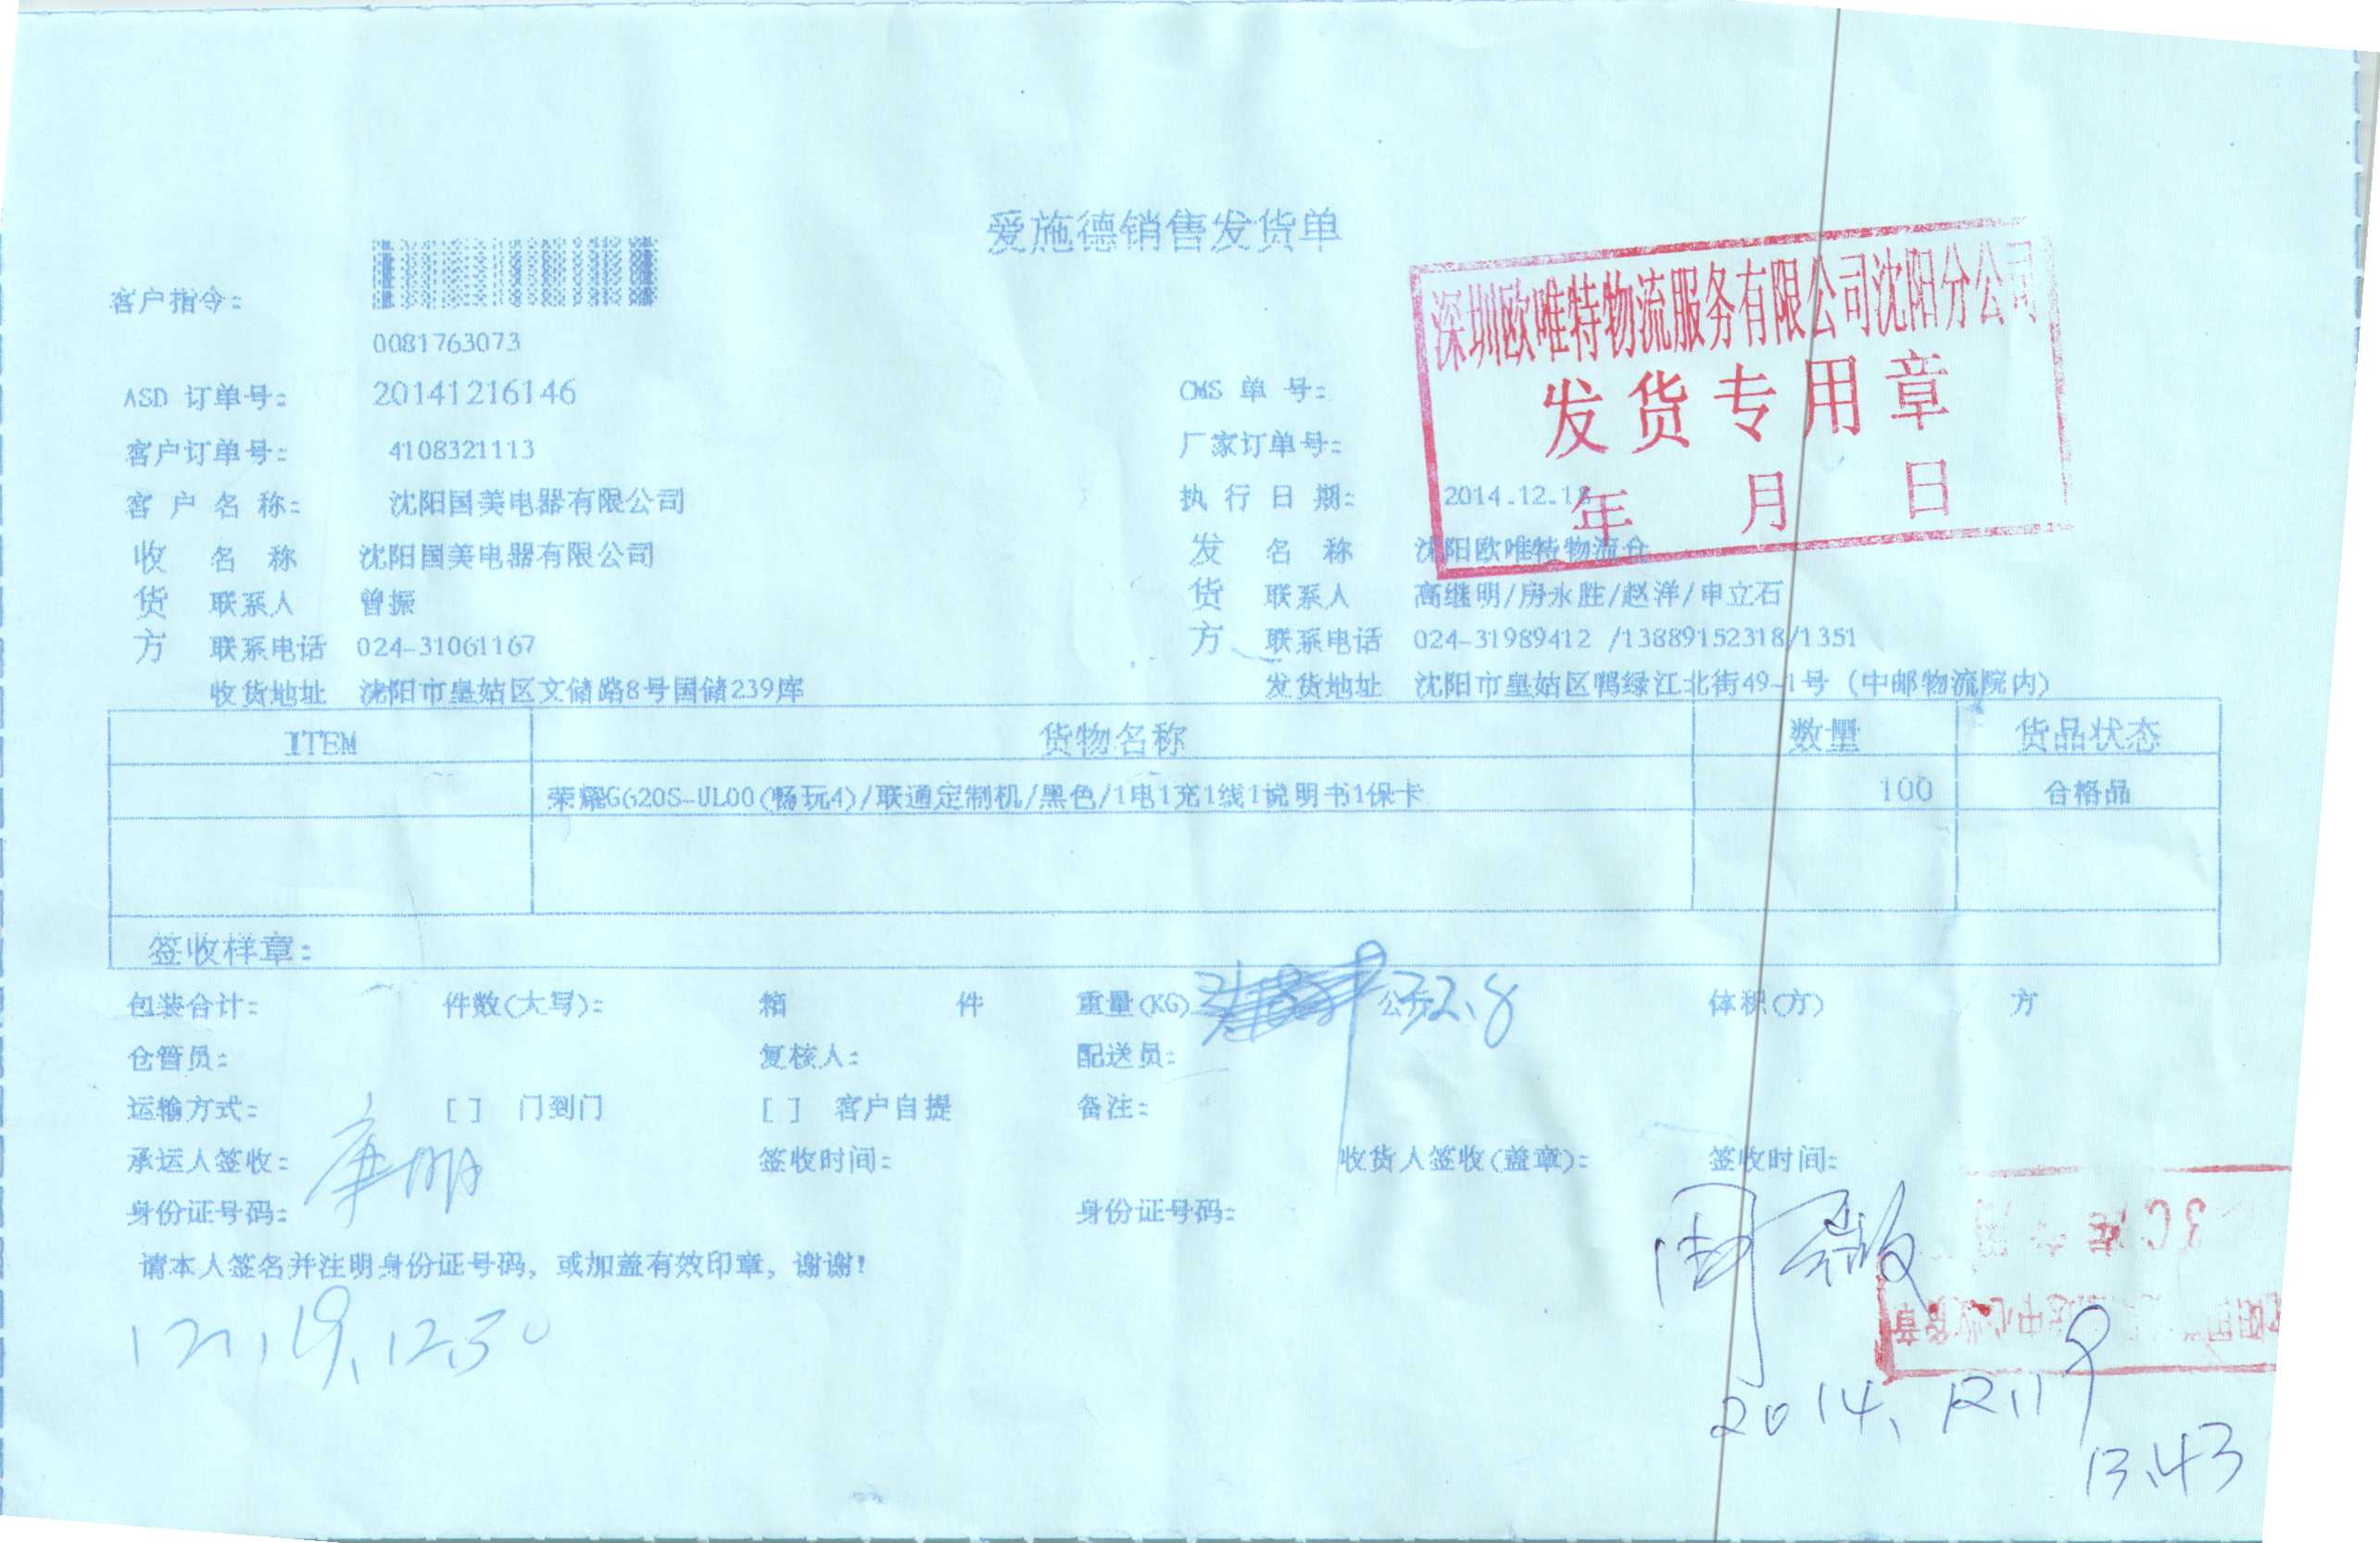 爱施德销售发货单
客户指令:
0081763073
深圳欧唯特物流服务有限公司沈阳分公司
发货专用章
年 月 日
ASD 订单号: 20141216146 CMS 单 号:
客户订单号: 4108321113 厂家订单号:
客 户 名 称: 沈阳国美电器有限公司 执 行 日 期: 2014.12.1
收 名 称 沈阳国美电器有限公司 发 名 称 沈阳欧唯特物流仓
货 联系人 曾振 货 联系人 高继明/房永胜/赵洋/申立石
方 联系电话 024-31061167 方 联系电话 024-31989412 /13889152318/1351
收货地址 沈阳市皇姑区文储路8号国储239库 发货地址 沈阳市皇姑区鸭绿江北街49-1号(中邮物流院内)
ITEM 货物名称 数量 货品状态
荣耀G620S-UL00(畅玩4)/联通定制机/黑色/1电1充1线1说明书1保卡 100 合格品
签收样章:
包装合计: 件数(大写): 箱 件 重量(KG) 公斤 32.8 体积(方) 方
仓管员: 复核人: 配送员:
运输方式: [ ] 门到门 [ ] 客户自提 备注:
承运人签收: 签收时间: 收货人签收(盖章): 签收时间:
身份证号码: 身份证号码:
请本人签名并注明身份证号码, 或加盖有效印章, 谢谢!
12.19, 12.30
3C
2014.12.19
13.43